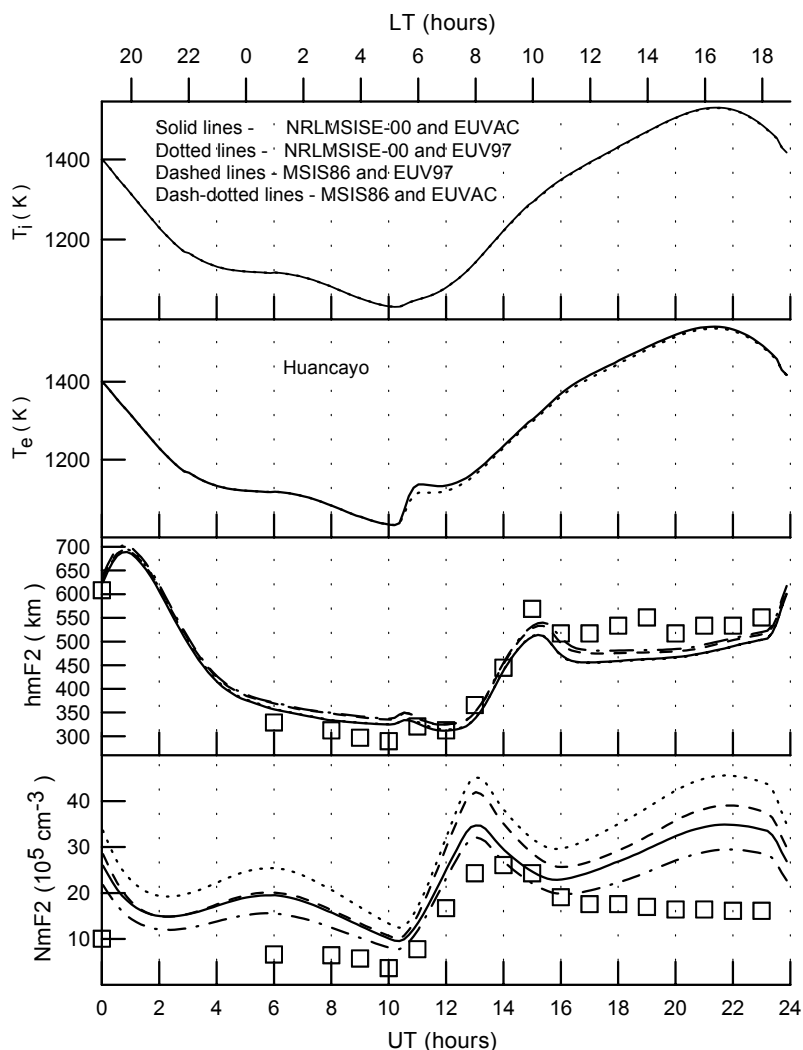 LT (hours)
20 22 0 2 4 6 8 10 12 14 16 18
Solid lines - NRLMSISE-00 and EUVAC
Dotted lines - NRLMSISE-00 and EUV97
Dashed lines - MSIS86 and EUV97
Dash-dotted lines - MSIS86 and EUVAC
Ti (K)
1400
1200
Huancayo
Te (K)
1400
1200
hmF2 (km)
700
650
600
550
500
450
400
350
300
NmF2 (10⁵ cm⁻³)
40
30
20
10
0 2 4 6 8 10 12 14 16 18 20 22 24
UT (hours)